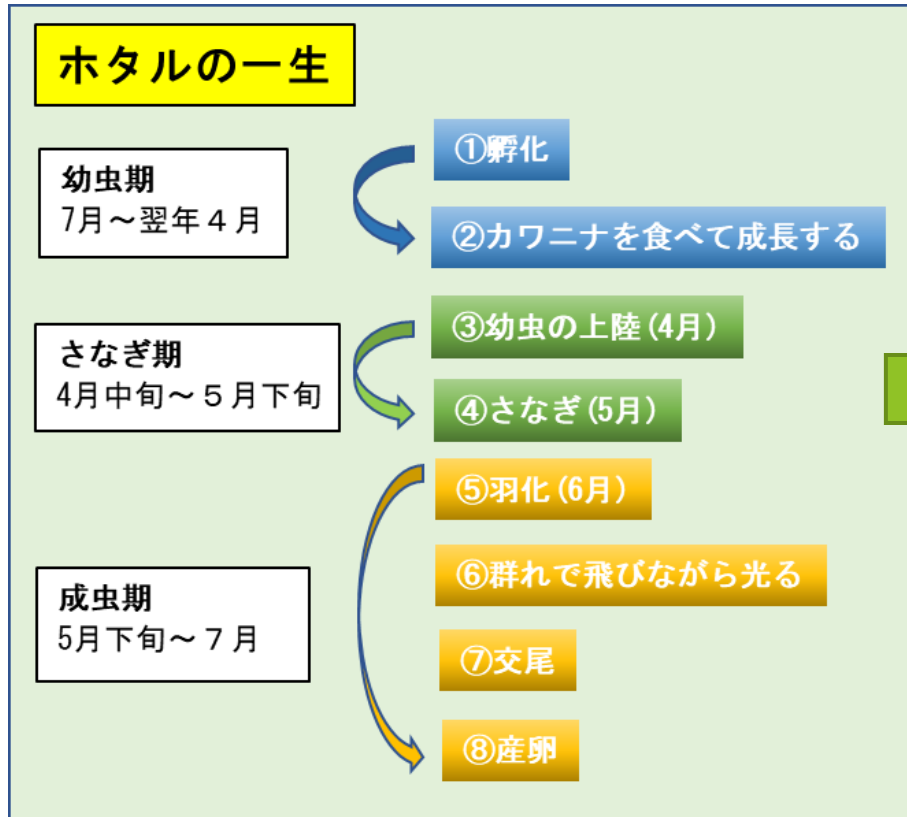 ホタルの一生
幼虫期
7月～翌年４月
①孵化
②カワニナを食べて成長する
さなぎ期
4月中旬～５月下旬
③幼虫の上陸(4月)
④さなぎ(5月)
成虫期
5月下旬～７月
⑤羽化(6月)
⑥群れで飛びながら光る
⑦交尾
⑧産卵